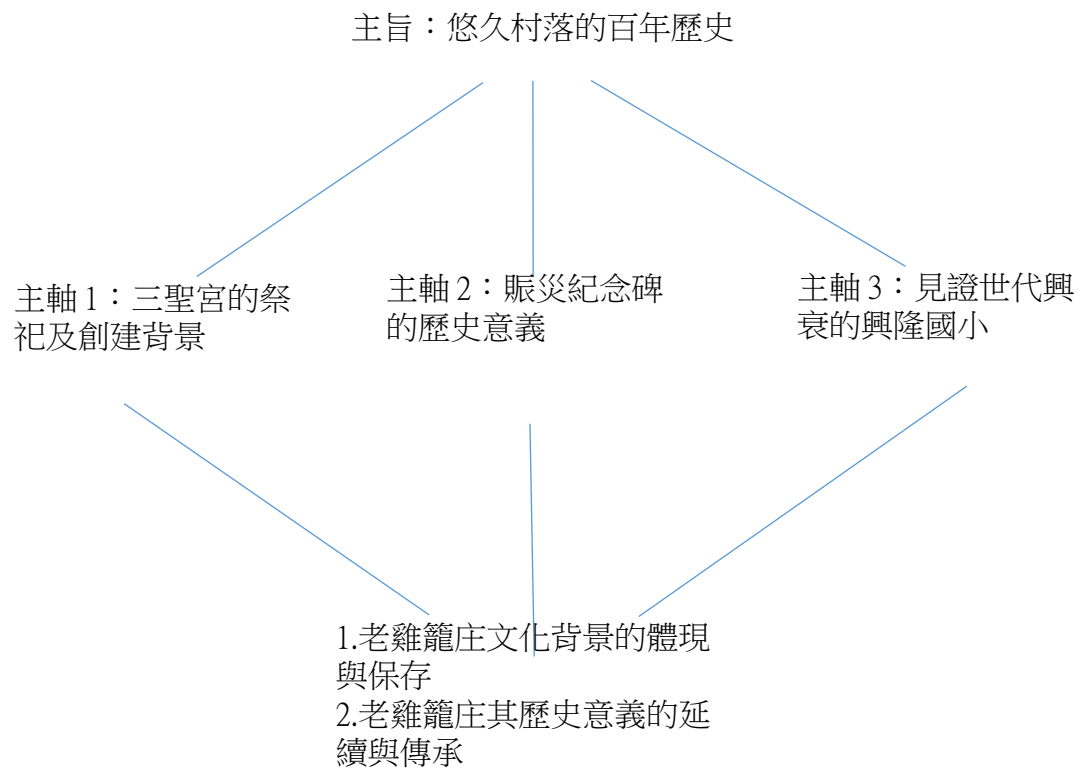 主旨：悠久村落的百年歷史
主軸 1：三聖宮的祭
祀及創建背景
主軸 2：賑災紀念碑
的歷史意義
主軸 3：見證世代興
衰的興隆國小
1.老雞籠庄文化背景的體現
與保存
2.老雞籠庄其歷史意義的延
續與傳承